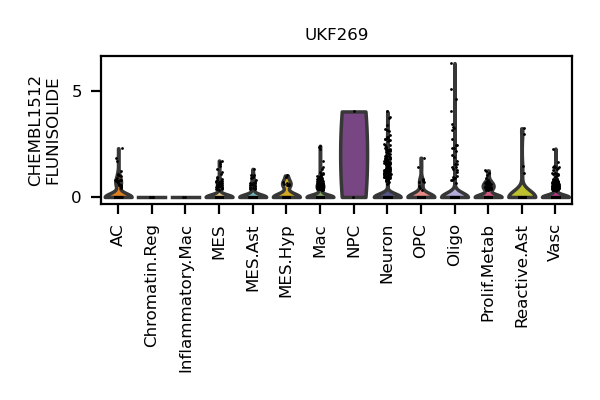 UKF269
CHEMBL1512
FLUNISOLIDE
5
0
AC
Chromatin.Reg
Inflammatory.Mac
MES
MES.Ast
MES.Hyp
Mac
NPC
Neuron
OPC
Oligo
Prolif.Metab
Reactive.Ast
Vasc